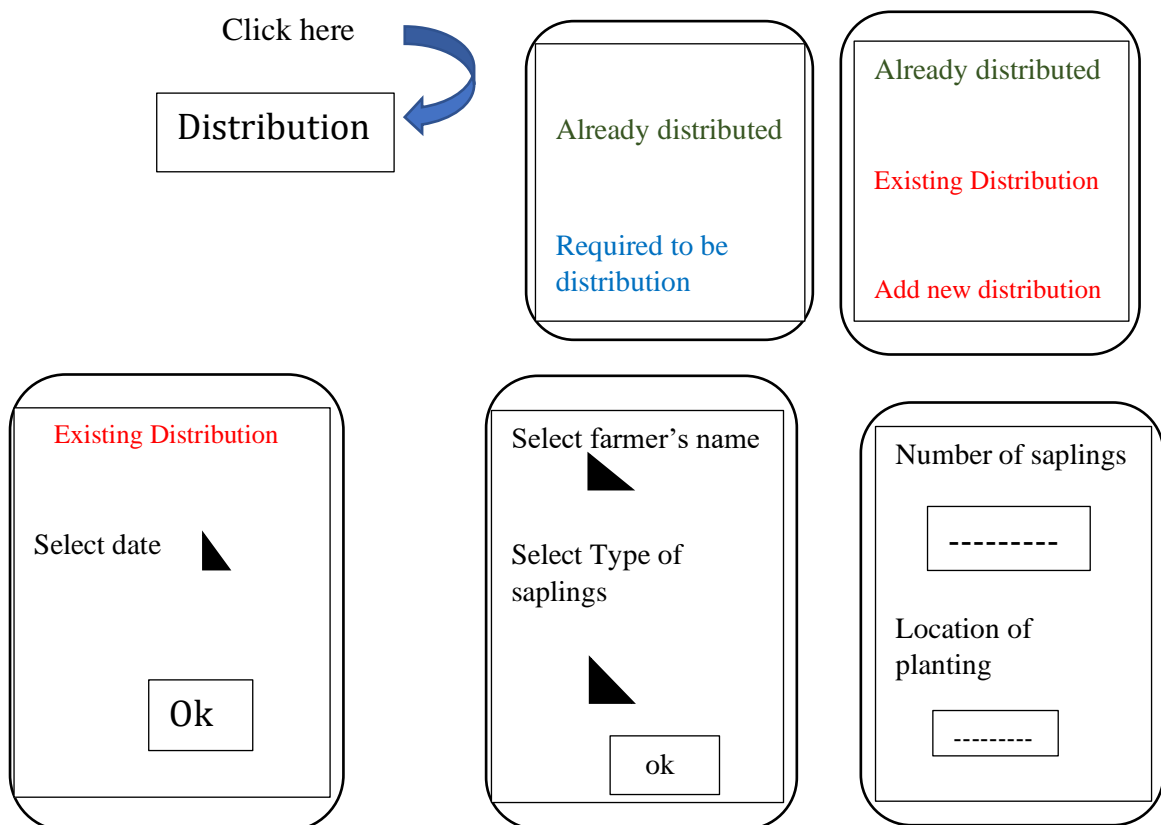 Click here
Distribution
Already distributed
Required to be
distribution
Already distributed
Existing Distribution
Add new distribution
Existing Distribution
Select date
Ok
Select farmer’s name
Select Type of
saplings
ok
Number of saplings
---------
Location of
planting
---------